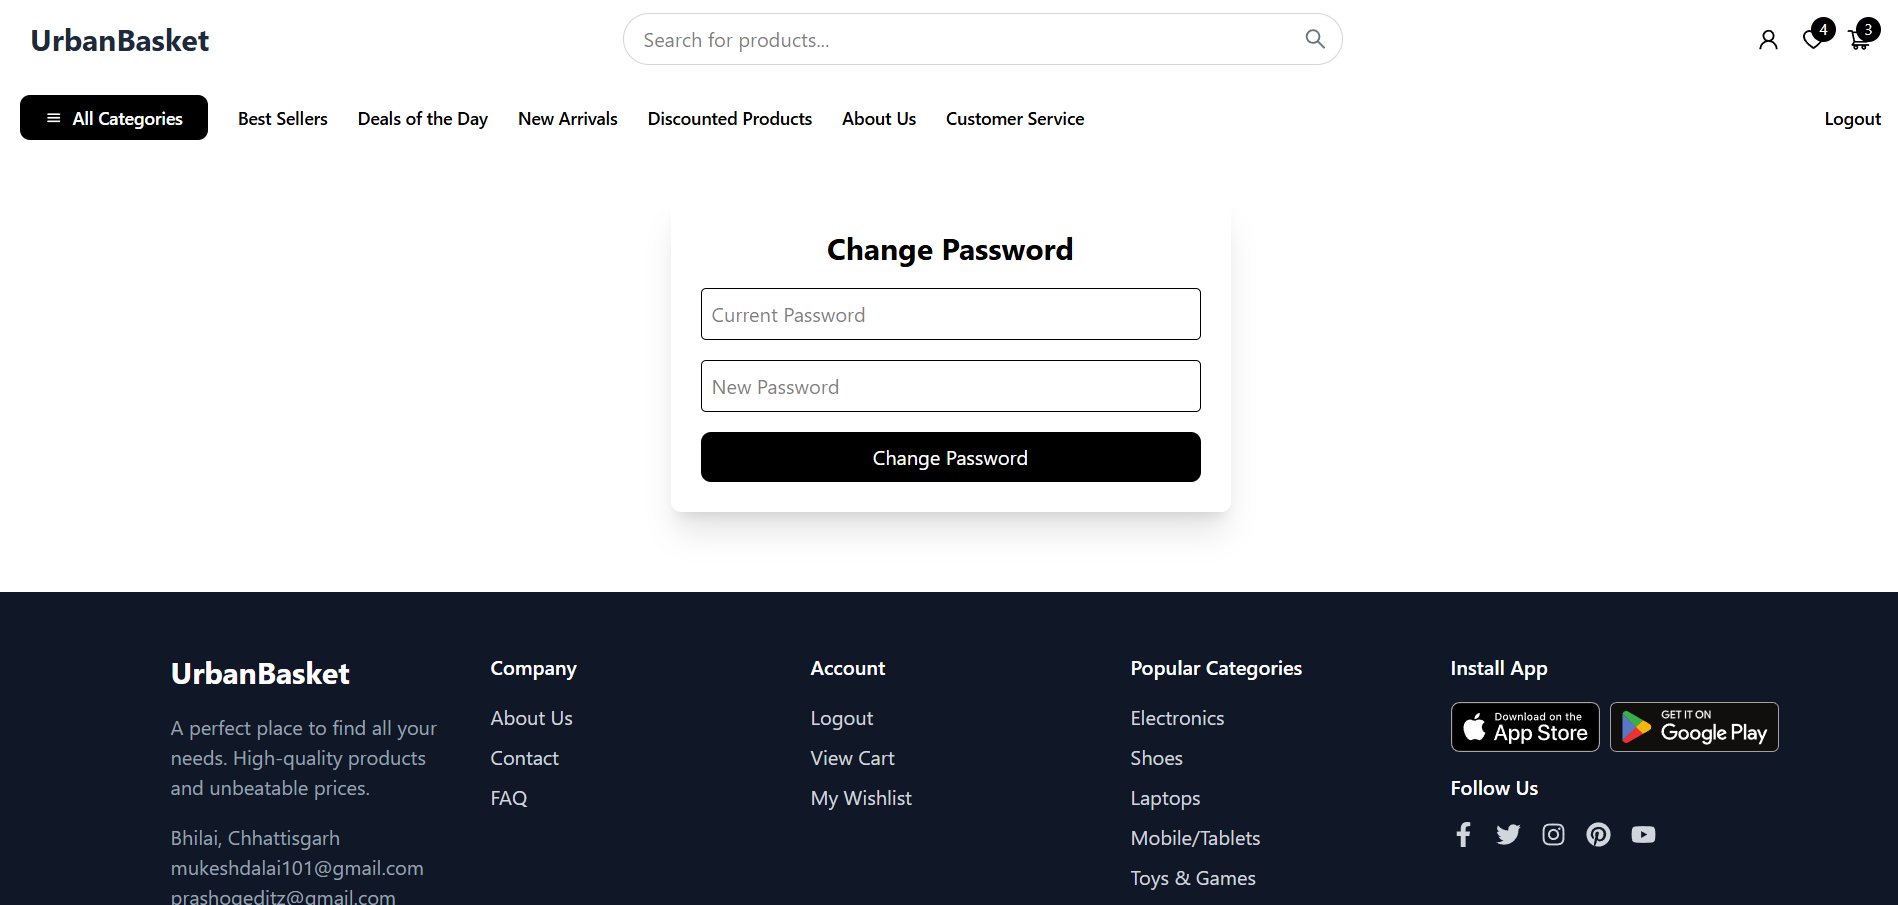 UrbanBasket
Search for products...
4
3
All Categories
Best Sellers
Deals of the Day
New Arrivals
Discounted Products
About Us
Customer Service
Logout
Change Password
Current Password
New Password
Change Password
UrbanBasket
A perfect place to find all your
needs. High-quality products
and unbeatable prices.
Bhilai, Chhattisgarh
mukeshdalai101@gmail.com
prashogeditz@gmail.com
Company
About Us
Contact
FAQ
Account
Logout
View Cart
My Wishlist
Popular Categories
Electronics
Shoes
Laptops
Mobile/Tablets
Toys & Games
Install App
Download on the
App Store
GET IT ON
Google Play
Follow Us